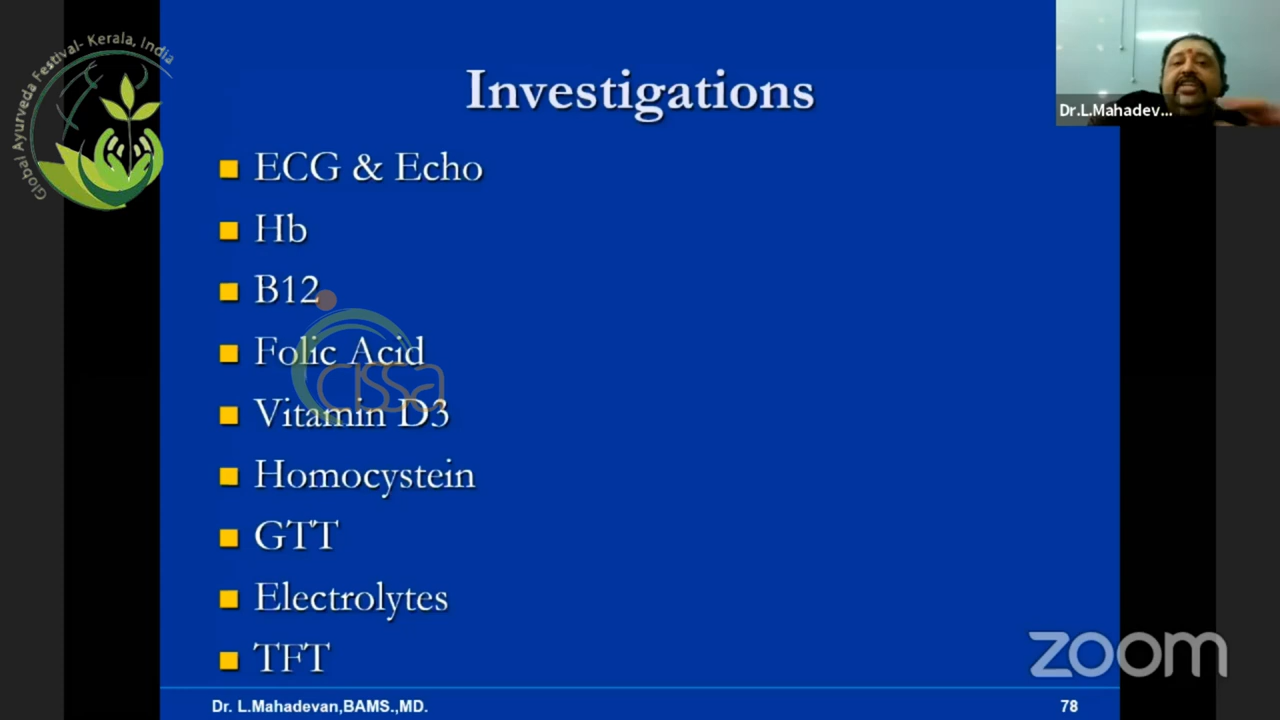 Global Ayurveda Festival- Kerala, India
Investigations
Dr.L.Mahadev...
ECG & Echo
Hb
B12
Folic Acid
cissa
Vitamin D3
Homocystein
GTT
Electrolytes
TFT
zoom
Dr. L.Mahadevan,BAMS.,MD.
78